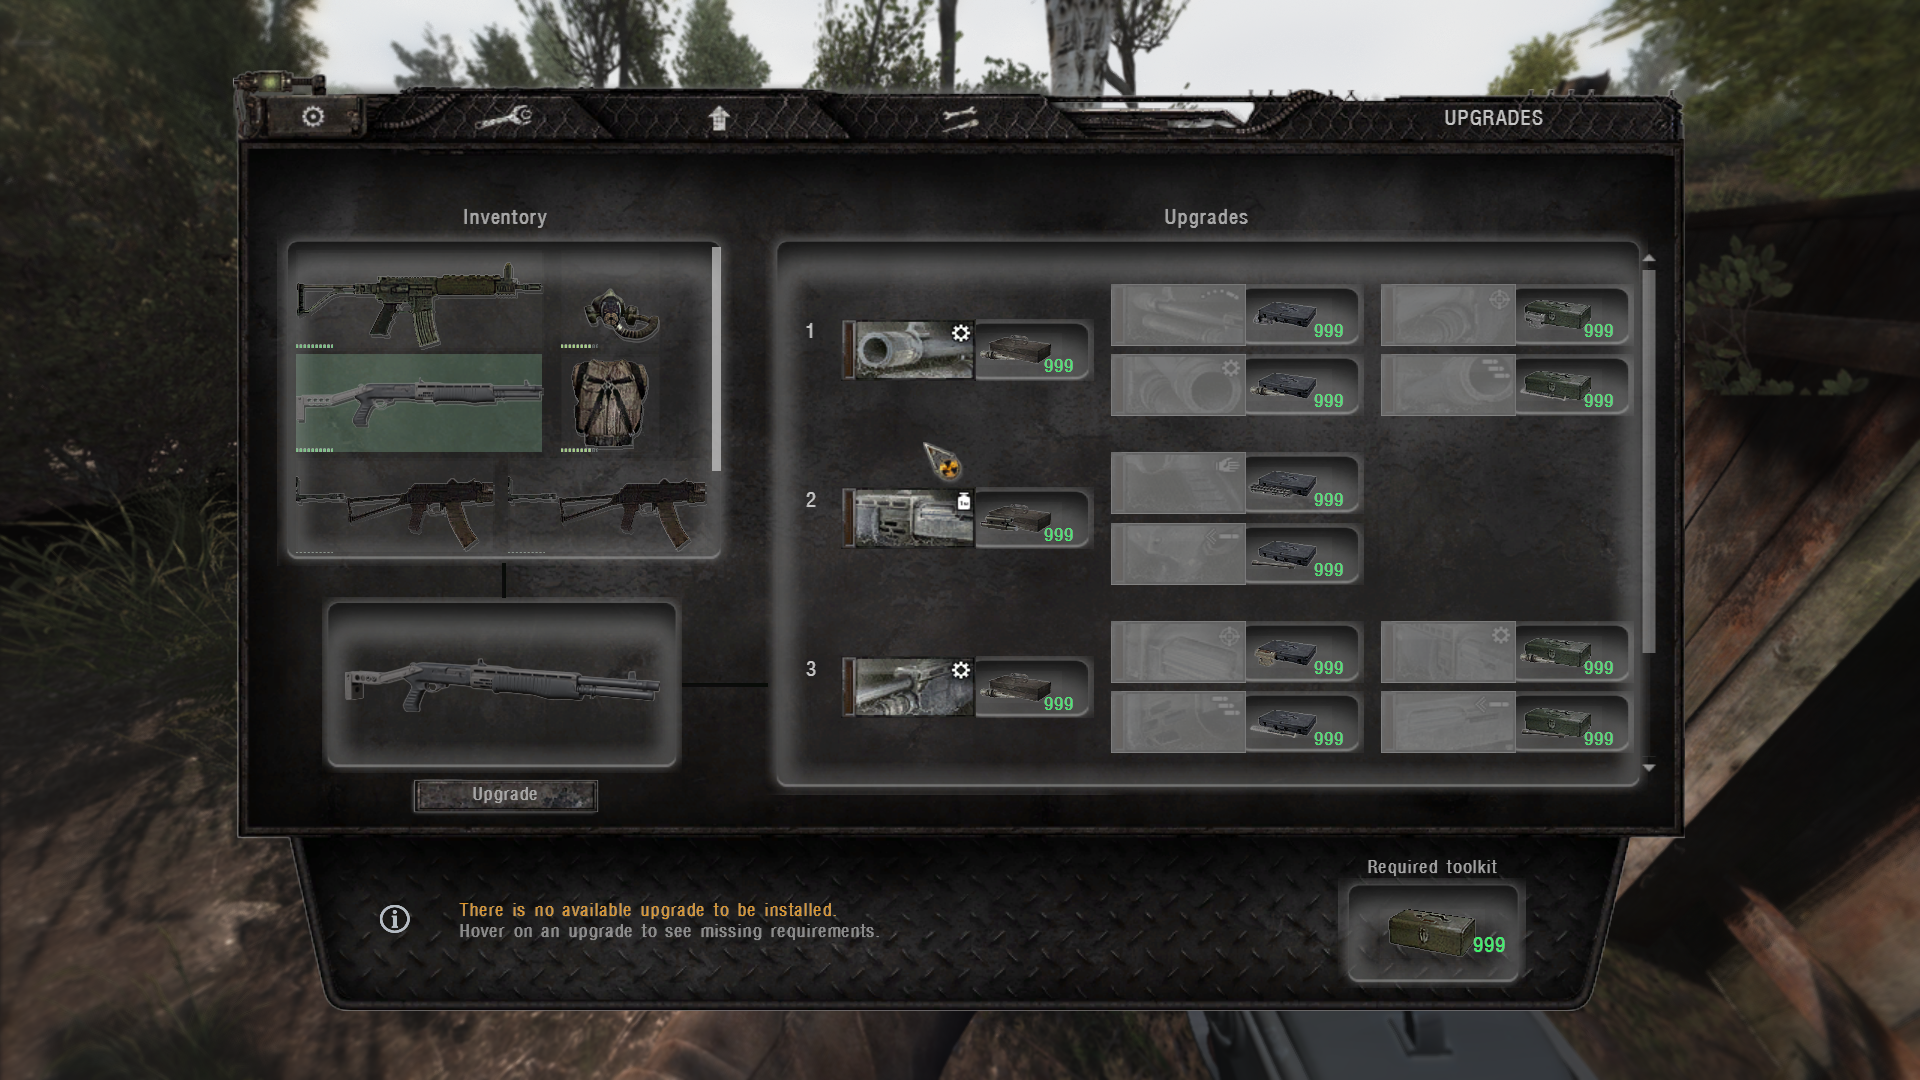 UPGRADES
Inventory
Upgrades
999
999
1
999
999
999
999
2
999
999
999
999
3
999
999
999
Upgrade
Required toolkit
There is no available upgrade to be installed.
Hover on an upgrade to see missing requirements.
999